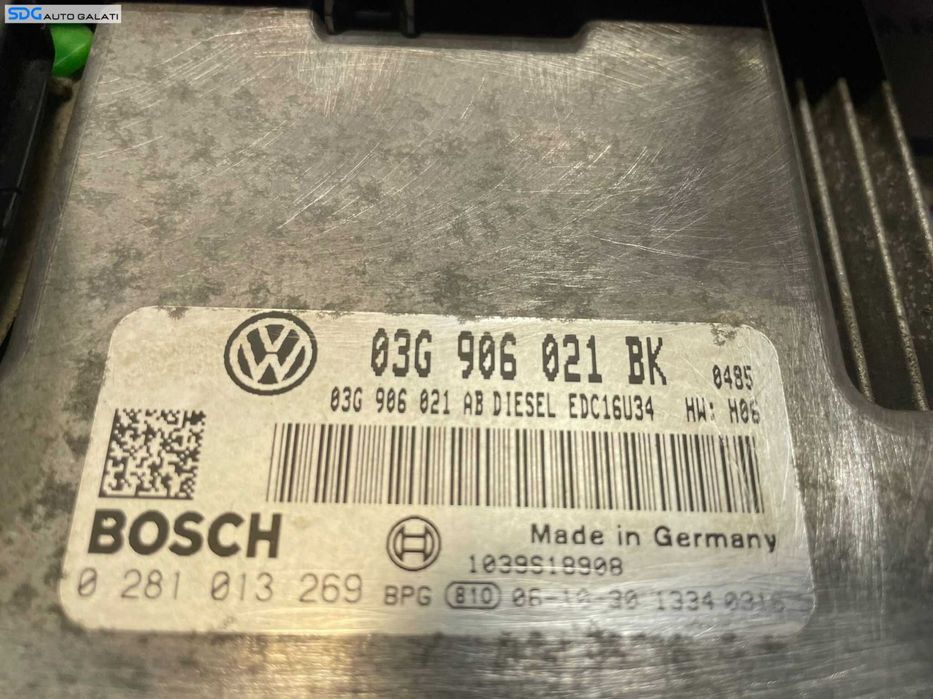 SDG AUTO GALATI
03G 906 021 BK 0485
03G 906 021 AB DIESEL EDC16U34 HW: H06
BOSCH
Made in Germany
1039S18908
0 281 013 269 BPG 810 06-10-30 1334